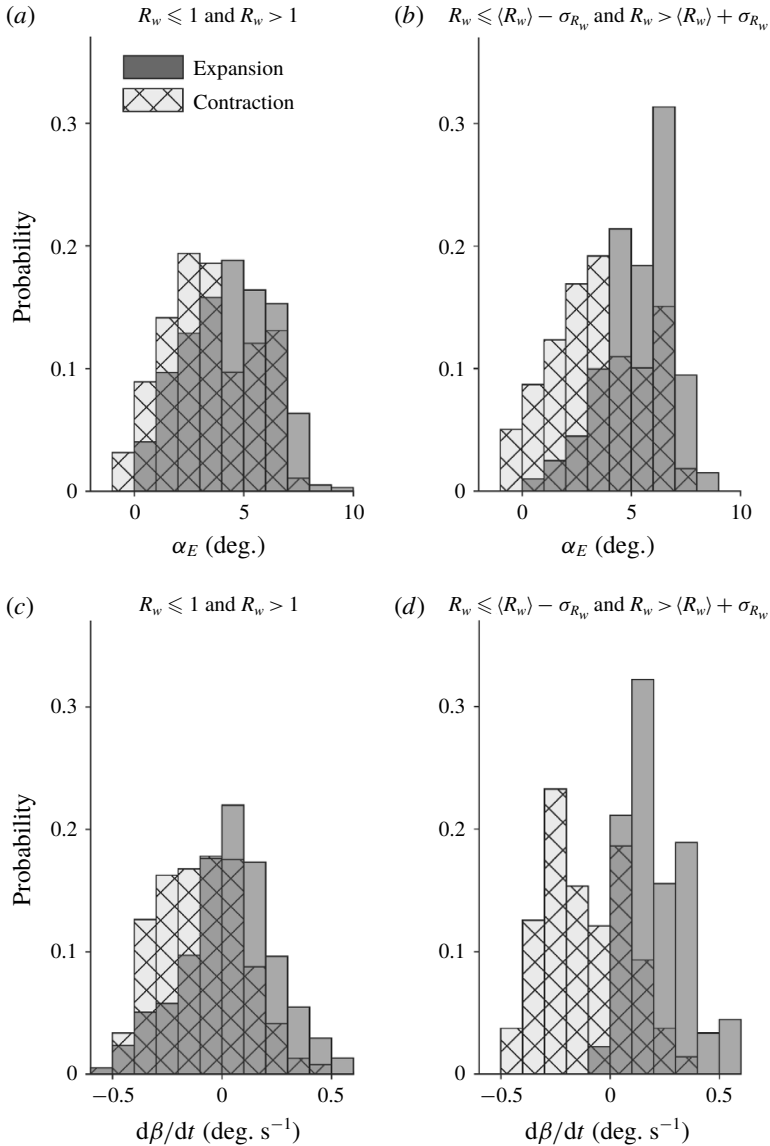 (a) R_w ⩽ 1 and R_w > 1
Expansion
Contraction
0.3
0.2
0.1
0
Probability
0 5 10
α_E (deg.)
(b) R_w ⩽ ⟨R_w⟩ − σ_{R_w} and R_w > ⟨R_w⟩ + σ_{R_w}
0.3
0.2
0.1
0
0 5 10
α_E (deg.)
(c) R_w ⩽ 1 and R_w > 1
0.3
0.2
0.1
0
Probability
−0.5 0 0.5
dβ/dt (deg. s⁻¹)
(d) R_w ⩽ ⟨R_w⟩ − σ_{R_w} and R_w > ⟨R_w⟩ + σ_{R_w}
0.3
0.2
0.1
0
−0.5 0 0.5
dβ/dt (deg. s⁻¹)